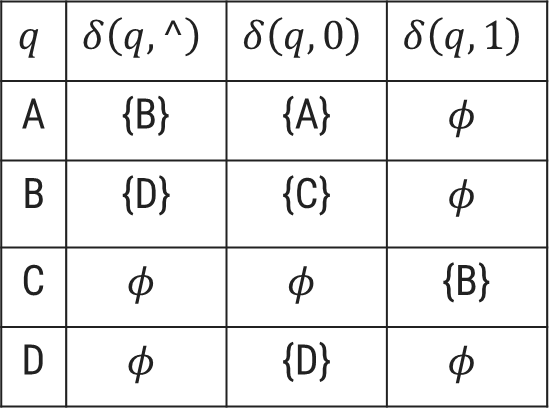 q δ(q, ^) δ(q, 0) δ(q, 1)
A {B} {A} ϕ
B {D} {C} ϕ
C ϕ ϕ {B}
D ϕ {D} ϕ